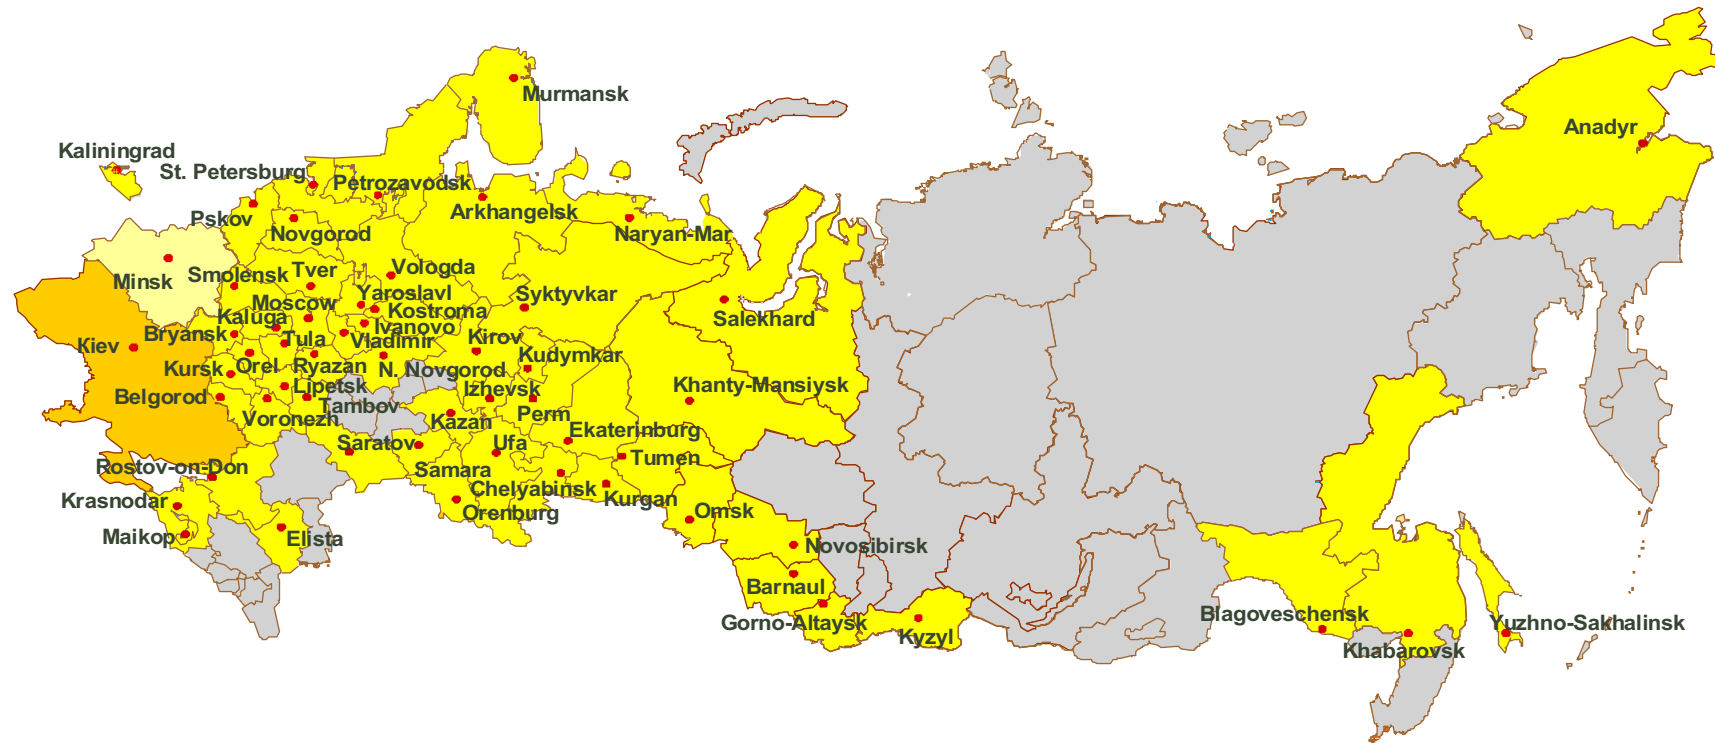 Murmansk
Anadyr
Kaliningrad
St. Petersburg
Petrozavodsk
Arkhangelsk
Pskov
Novgorod
Naryan-Mar
Minsk
Smolensk
Tver
Vologda
Yaroslavl
Syktyvkar
Moscow
Kostroma
Salekhard
Kaluga
Ivanovo
Bryansk
Tula
Vladimir
Kirov
Kiev
Kudymkar
Kursk
Orel
Ryazan
N. Novgorod
Khanty-Mansiysk
Lipetsk
Izhevsk
Belgorod
Tambov
Voronezh
Kazan
Perm
Ekaterinburg
Saratov
Ufa
Tumen
Rostov-on-Don
Samara
Chelyabinsk
Kurgan
Krasnodar
Orenburg
Omsk
Maikop
Elista
Novosibirsk
Barnaul
Gorno-Altaysk
Kyzyl
Blagoveschensk
Yuzhno-Sakhalinsk
Khabarovsk